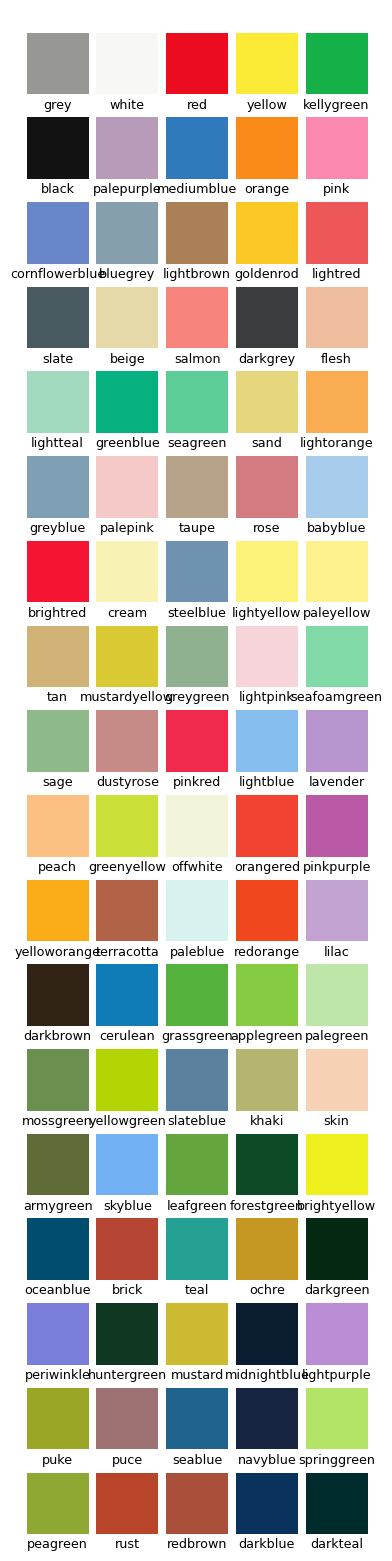 grey white red yellow kellygreen
black palepurple mediumblue orange pink
cornflowerblue bluegrey lightbrown goldenrod lightred
slate beige salmon darkgrey flesh
lightteal greenblue seagreen sand lightorange
greyblue palepink taupe rose babyblue
brightred cream steelblue lightyellow paleyellow
tan mustardyellow greygreen lightpink seafoamgreen
sage dustyrose pinkred lightblue lavender
peach greenyellow offwhite orangered pinkpurple
yelloworange terracotta paleblue redorange lilac
darkbrown cerulean grassgreen applegreen palegreen
mossgreen yellowgreen slateblue khaki skin
armygreen skyblue leafgreen forestgreen brightyellow
oceanblue brick teal ochre darkgreen
periwinkle huntergreen mustard midnightblue lightpurple
puke puce seablue navyblue springgreen
peagreen rust redbrown darkblue darkteal